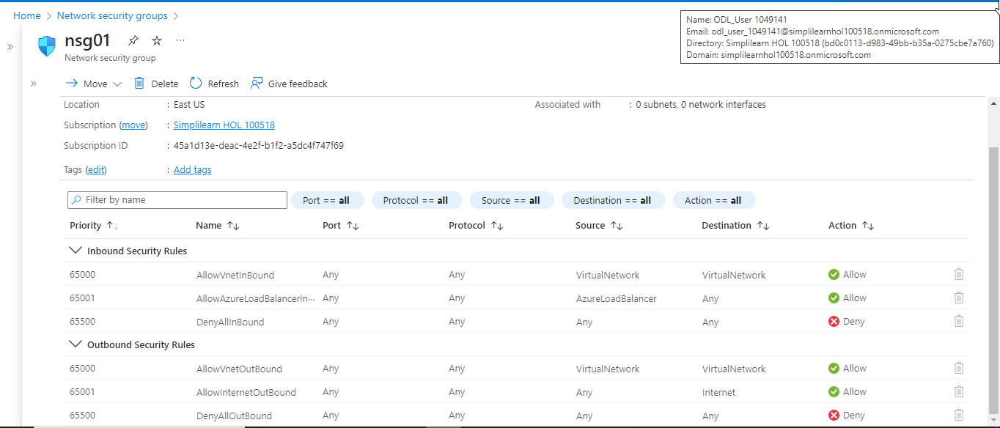 Home > Network security groups >
Name: ODL_User 1049141
Email: odl_user_1049141@simplilearnhol100518.onmicrosoft.com
Directory: Simplilearn HOL 100518 (bd0c0113-d983-49bb-b35a-0275cbe7a760)
Domain: simplilearnhol100518.onmicrosoft.com
nsg01 ...
Network security group
Move Delete Refresh Give feedback
Location : East US Associated with : 0 subnets, 0 network interfaces
Subscription (move) : Simplilearn HOL 100518
Subscription ID : 45a1d13e-deac-4e2f-b1f2-a5dc4f747f69
Tags (edit) : Add tags
Filter by name Port == all Protocol == all Source == all Destination == all Action == all
Priority Name Port Protocol Source Destination Action
Inbound Security Rules
65000 AllowVnetInBound Any Any VirtualNetwork VirtualNetwork Allow
65001 AllowAzureLoadBalancerIn... Any Any AzureLoadBalancer Any Allow
65500 DenyAllInBound Any Any Any Any Deny
Outbound Security Rules
65000 AllowVnetOutBound Any Any VirtualNetwork VirtualNetwork Allow
65001 AllowInternetOutBound Any Any Any Internet Allow
65500 DenyAllOutBound Any Any Any Any Deny